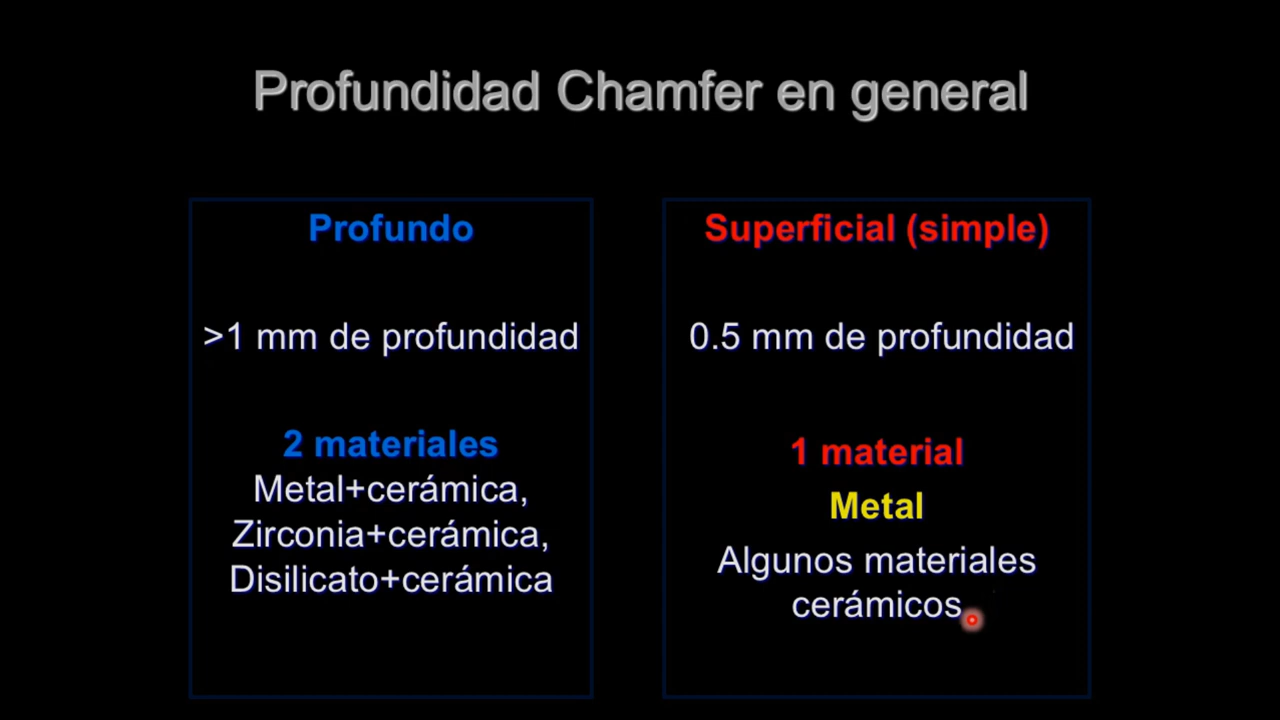 Profundidad Chamfer en general
Profundo
>1 mm de profundidad
2 materiales
Metal+cerámica,
Zirconia+cerámica,
Disilicato+cerámica
Superficial (simple)
0.5 mm de profundidad
1 material
Metal
Algunos materiales
cerámicos